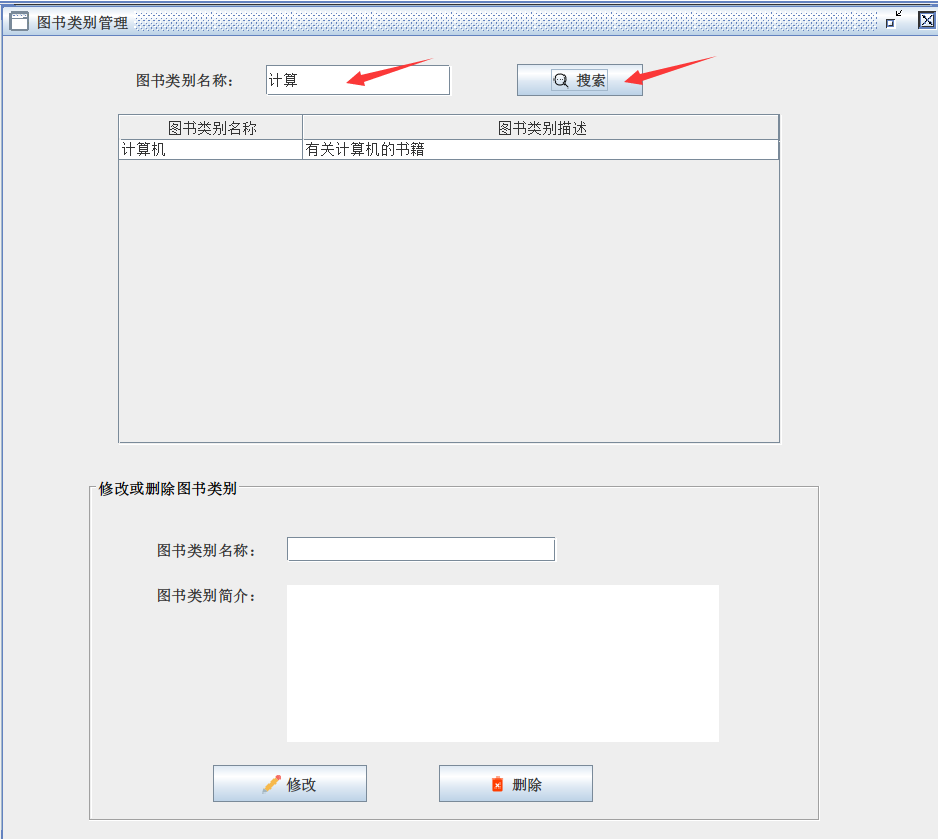 图书类别管理
图书类别名称： 计算 搜索
图书类别名称 图书类别描述
计算机 有关计算机的书籍
修改或删除图书类别
图书类别名称：
图书类别简介：
修改 删除